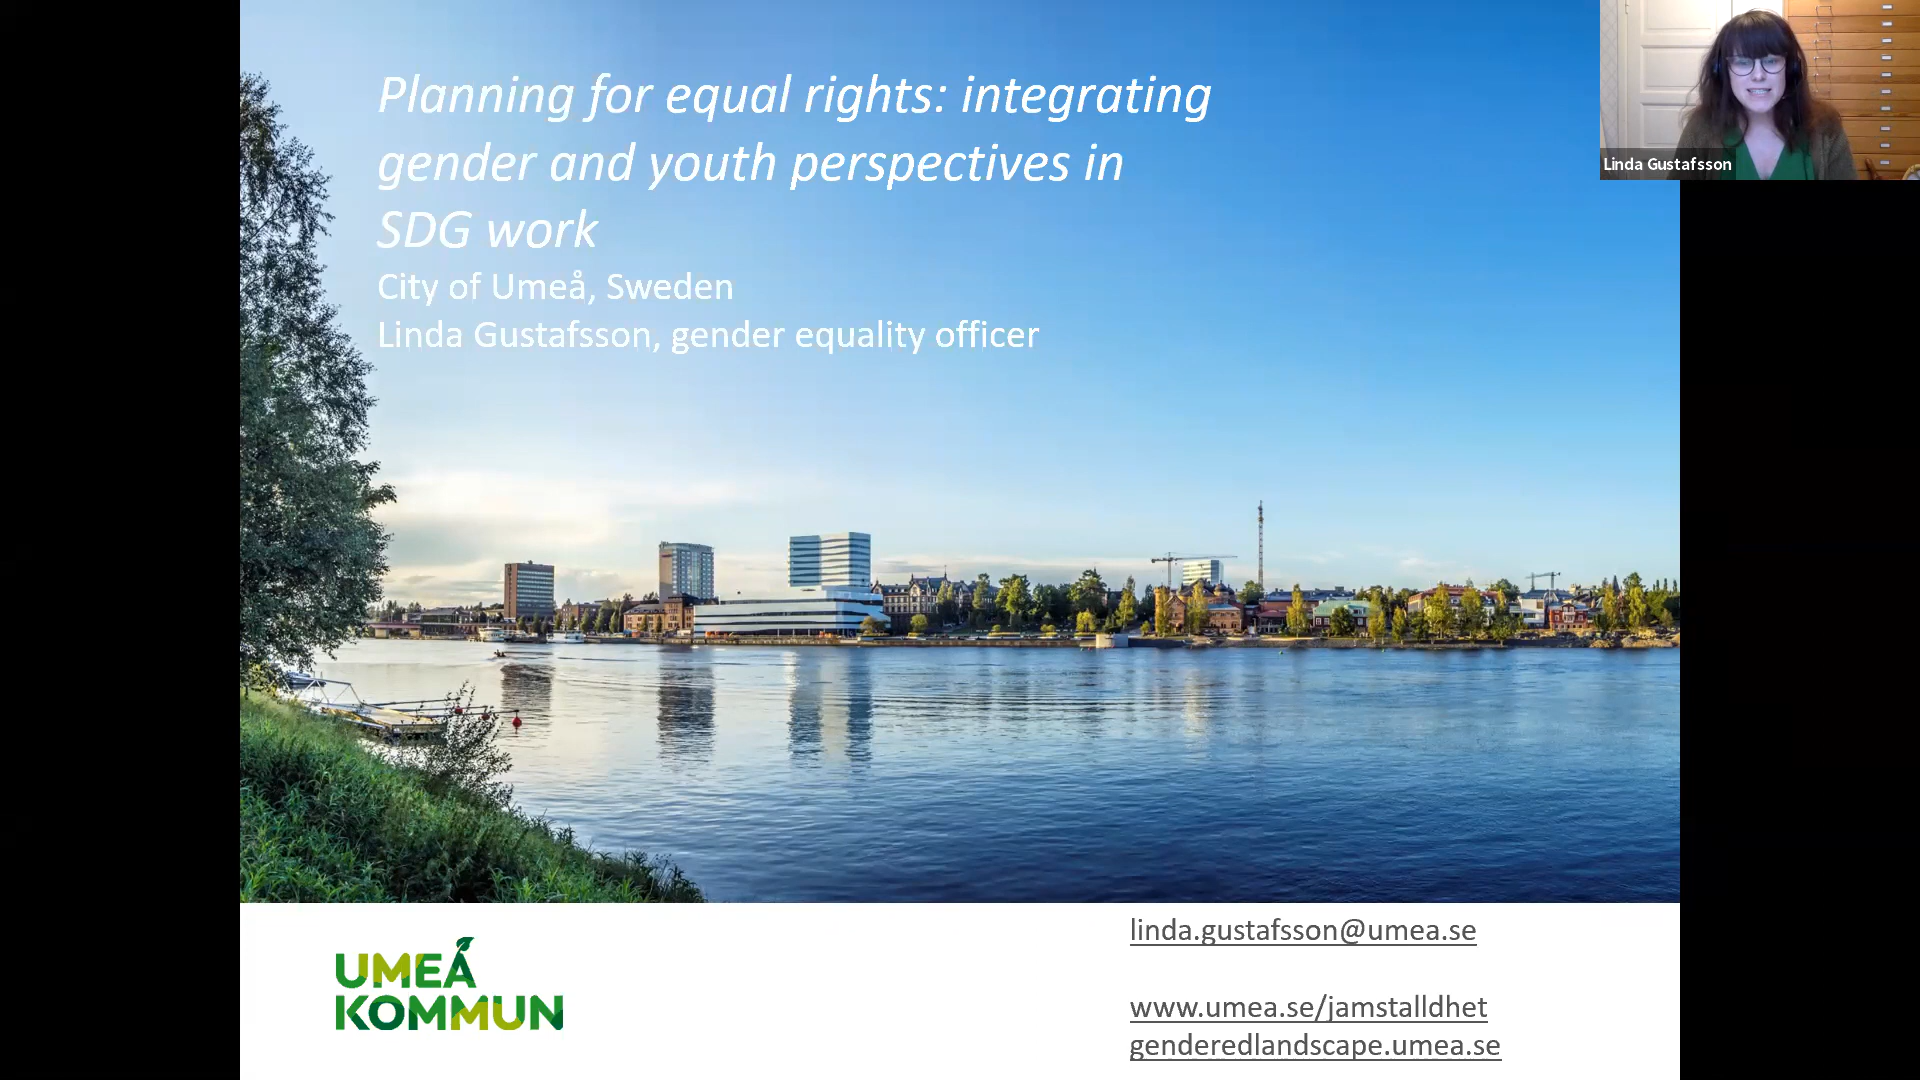 Planning for equal rights: integrating
gender and youth perspectives in
SDG work
City of Umeå, Sweden
Linda Gustafsson, gender equality officer
Linda Gustafsson
UMEÅ
KOMMUN
linda.gustafsson@umea.se
www.umea.se/jamstalldhet
genderedlandscape.umea.se